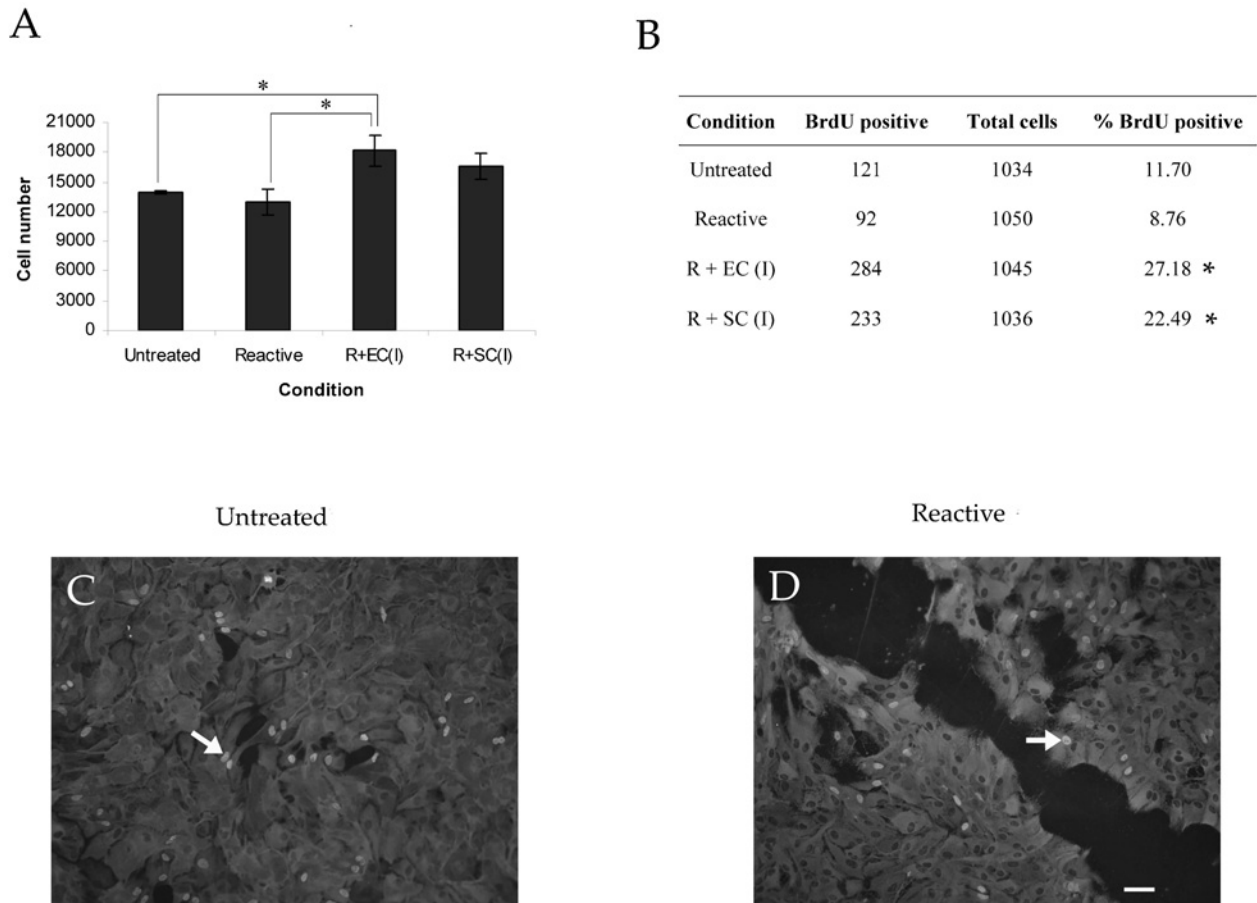 A
*
*
21000
18000
15000
12000
9000
6000
3000
0
Cell number
Untreated Reactive R+EC(I) R+SC(I)
Condition
B
Condition BrdU positive Total cells % BrdU positive
Untreated 121 1034 11.70
Reactive 92 1050 8.76
R + EC (I) 284 1045 27.18 *
R + SC (I) 233 1036 22.49 *
Untreated
Reactive
C
D